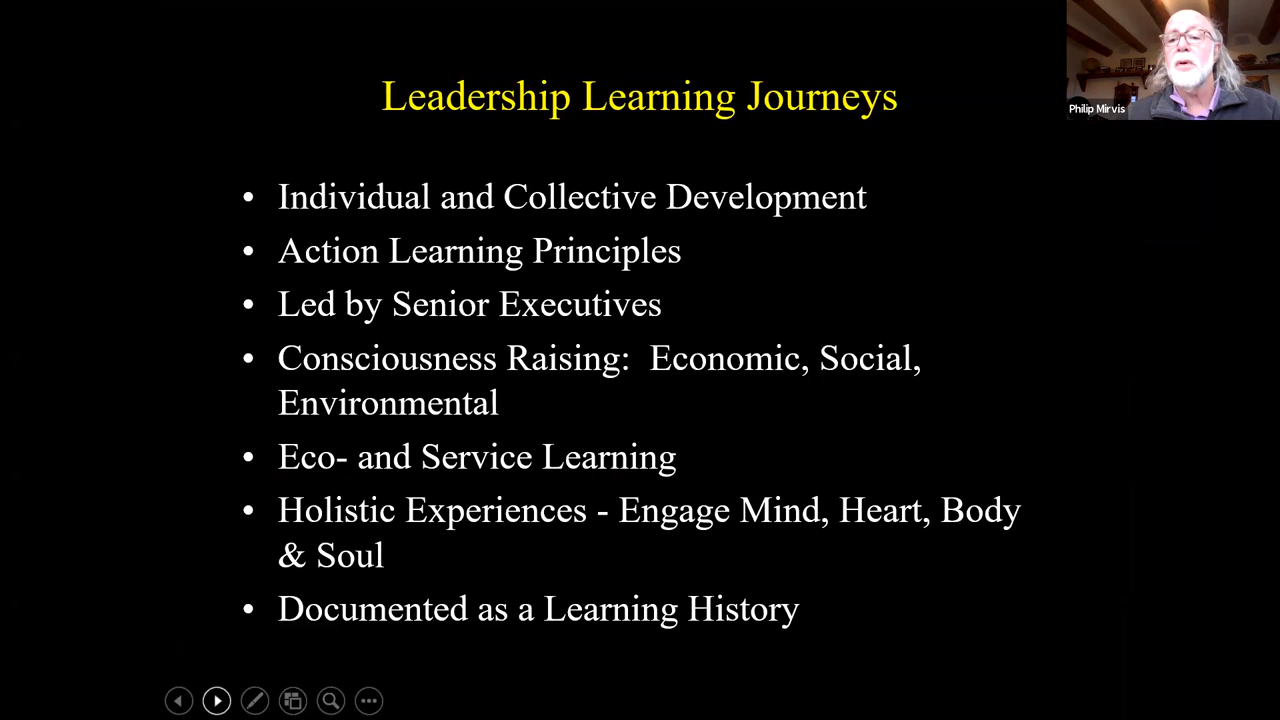 Leadership Learning Journeys
Philip Mirvis
• Individual and Collective Development
• Action Learning Principles
• Led by Senior Executives
• Consciousness Raising:  Economic, Social,
Environmental
• Eco- and Service Learning
• Holistic Experiences - Engage Mind, Heart, Body
& Soul
• Documented as a Learning History